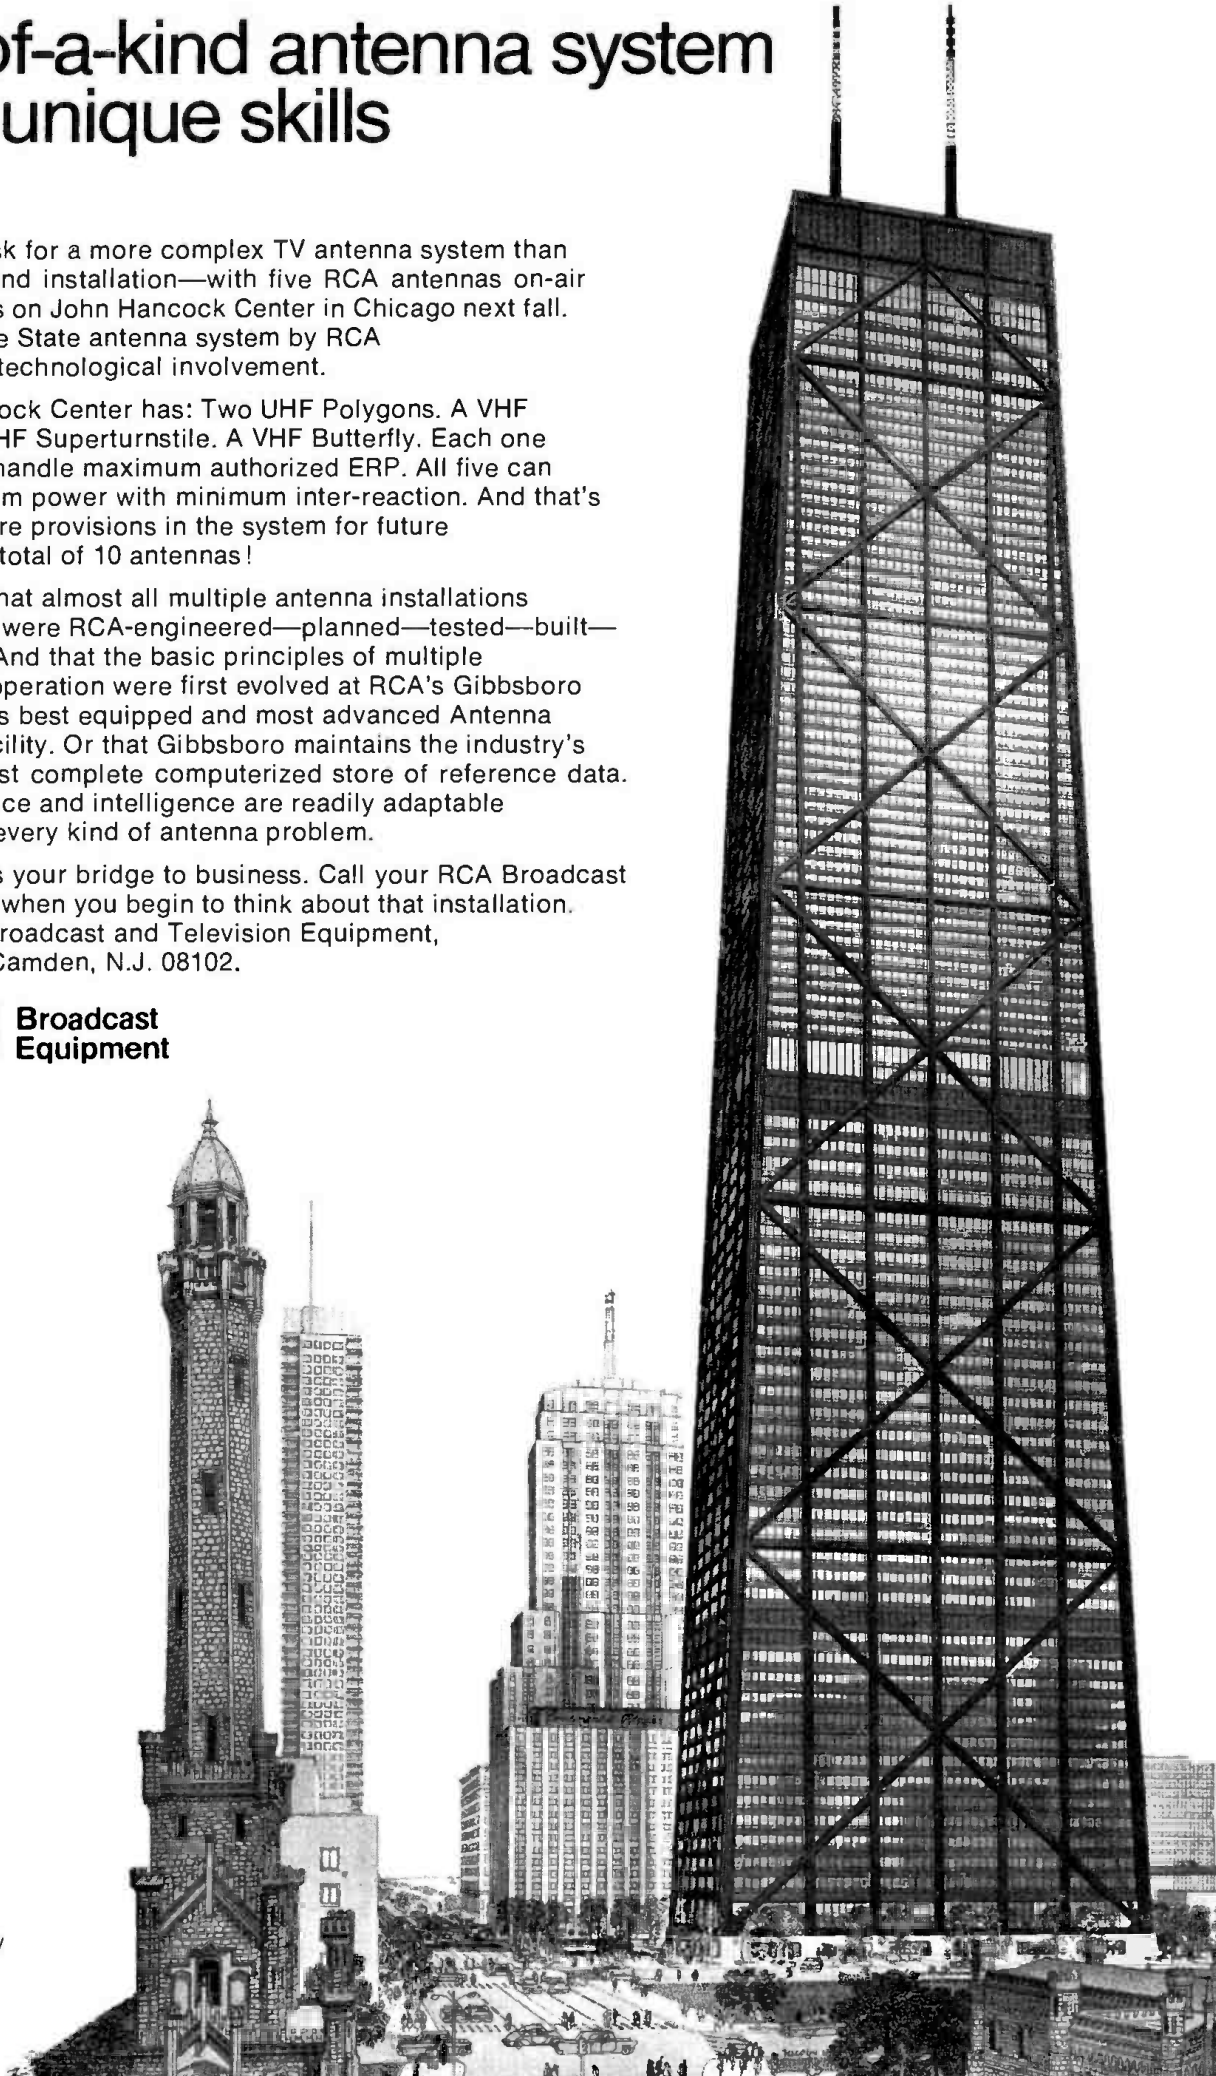 of-a-kind antenna system
unique skills
sk for a more complex TV antenna system than
nd installation—with five RCA antennas on-air
s on John Hancock Center in Chicago next fall.
e State antenna system by RCA
technological involvement.
ock Center has: Two UHF Polygons. A VHF
HF Superturnstile. A VHF Butterfly. Each one
handle maximum authorized ERP. All five can
m power with minimum inter-reaction. And that's
re provisions in the system for future
total of 10 antennas!
hat almost all multiple antenna installations
were RCA-engineered—planned—tested—built—
And that the basic principles of multiple
operation were first evolved at RCA's Gibbsboro
s best equipped and most advanced Antenna
cility. Or that Gibbsboro maintains the industry's
st complete computerized store of reference data.
ce and intelligence are readily adaptable
every kind of antenna problem.
s your bridge to business. Call your RCA Broadcast
when you begin to think about that installation.
roadcast and Television Equipment,
Camden, N.J. 08102.
Broadcast
Equipment